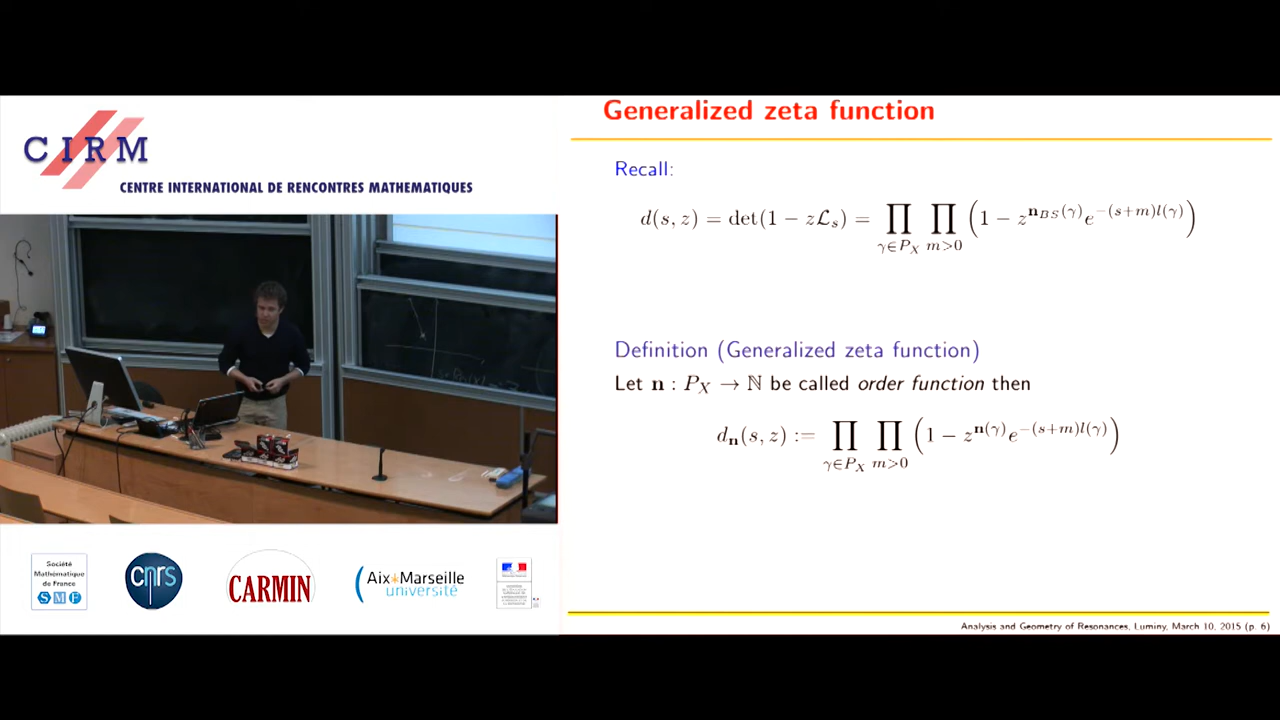 CIRM
CENTRE INTERNATIONAL DE RENCONTRES MATHEMATIQUES
Société
Mathématique
de France
SMF
cnrs
CARMIN
Aix*Marseille
université
Generalized zeta function
Recall:
d(s, z) = det(1 − zℒ_s) = ∏_{γ∈P_X} ∏_{m>0} (1 − z^{n_{BS}(γ)} e^{−(s+m)l(γ)})
Definition (Generalized zeta function)
Let n : P_X → ℕ be called order function then
d_n(s, z) := ∏_{γ∈P_X} ∏_{m>0} (1 − z^{n(γ)} e^{−(s+m)l(γ)})
Analysis and Geometry of Resonances, Luminy, March 10, 2015 (p. 6)